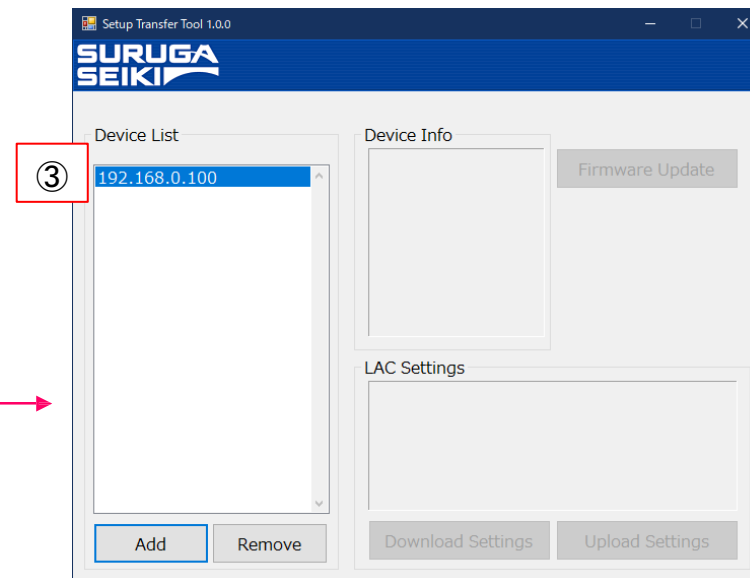 Setup Transfer Tool 1.0.0
SURUGA
SEIKI
Device List
③
192.168.0.100
Add
Remove
Device Info
Firmware Update
LAC Settings
Download Settings
Upload Settings